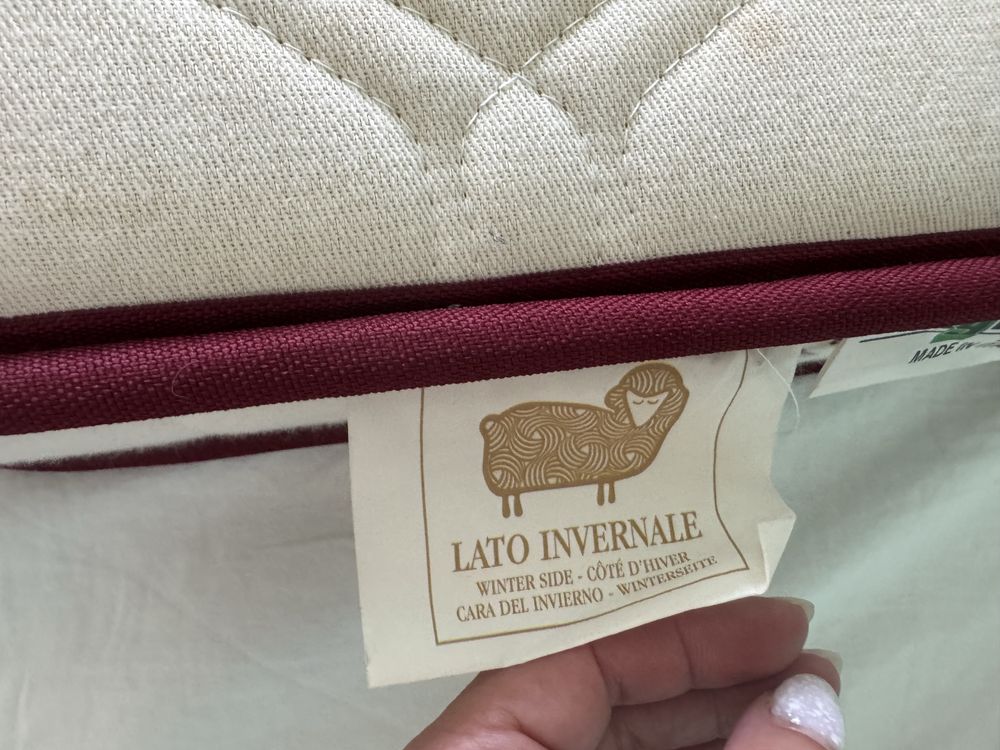 MADE IN
LATO INVERNALE
WINTER SIDE - CÔTÉ D'HIVER
CARA DEL INVIERNO - WINTERSEITE